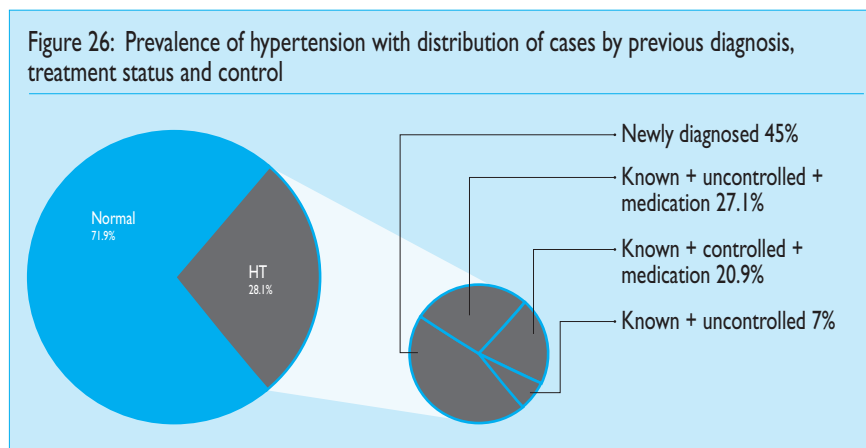 Figure 26: Prevalence of hypertension with distribution of cases by previous diagnosis,
treatment status and control
Normal
71.9%
HT
28.1%
Newly diagnosed 45%
Known + uncontrolled +
medication 27.1%
Known + controlled +
medication 20.9%
Known + uncontrolled 7%